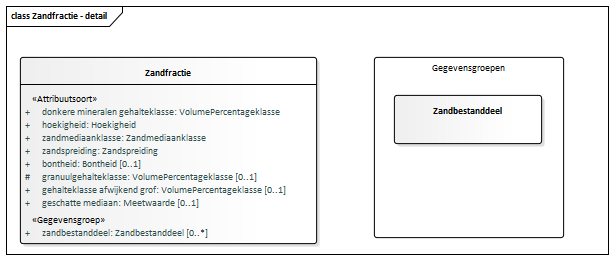 class Zandfractie - detail
Zandfractie
«Attribuutsoort»
+ donkere mineralen gehalteklasse: VolumePercentageklasse
+ hoekigheid: Hoekigheid
+ zandmediaanklasse: Zandmediaanklasse
+ zandspreiding: Zandspreiding
+ bontheid: Bontheid [0..1]
# granuulgehalteklasse: VolumePercentageklasse [0..1]
+ gehalteklasse afwijkend grof: VolumePercentageklasse [0..1]
+ geschatte mediaan: Meetwaarde [0..1]
«Gegevensgroep»
+ zandbestanddeel: Zandbestanddeel [0..*]
Gegevensgroepen
Zandbestanddeel